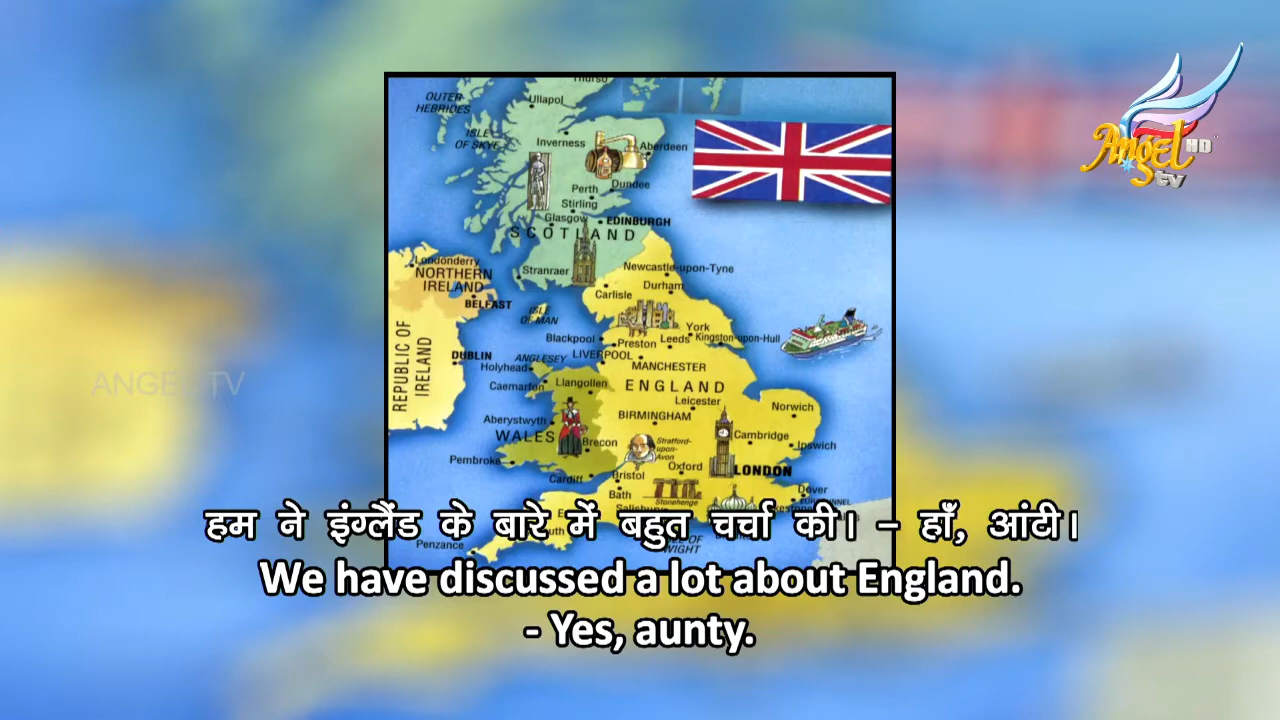 Thurso
OUTER
HEBRIDES
Ullapol
ISLE
OF SKYE
Inverness
Aberdeen
Angel HD
tv
Perth
Dundee
Stirling
Glasgow
EDINBURGH
SCOTLAND
Londonderry
NORTHERN
IRELAND
Stranraer
Newcastle-upon-Tyne
Durham
Carlisle
BELFAST
ISLE
OF MAN
York
Blackpool
Preston
Leeds
Kingston-upon-Hull
REPUBLIC OF
IRELAND
DUBLIN
ANGLESEY
LIVERPOOL
Holyhead
MANCHESTER
ANGEL TV
Caernarfon
Llangollen
ENGLAND
Leicester
Norwich
Aberystwyth
BIRMINGHAM
WALES
Brecon
Stratford-
upon-
Avon
Cambridge
Ipswich
Pembroke
Oxford
LONDON
Cardiff
Bristol
Bath
Stonehenge
Dover
Penzance
WIGHT
हम ने इंग्लैंड के बारे में बहुत चर्चा की। – हाँ, आंटी।
We have discussed a lot about England.
- Yes, aunty.